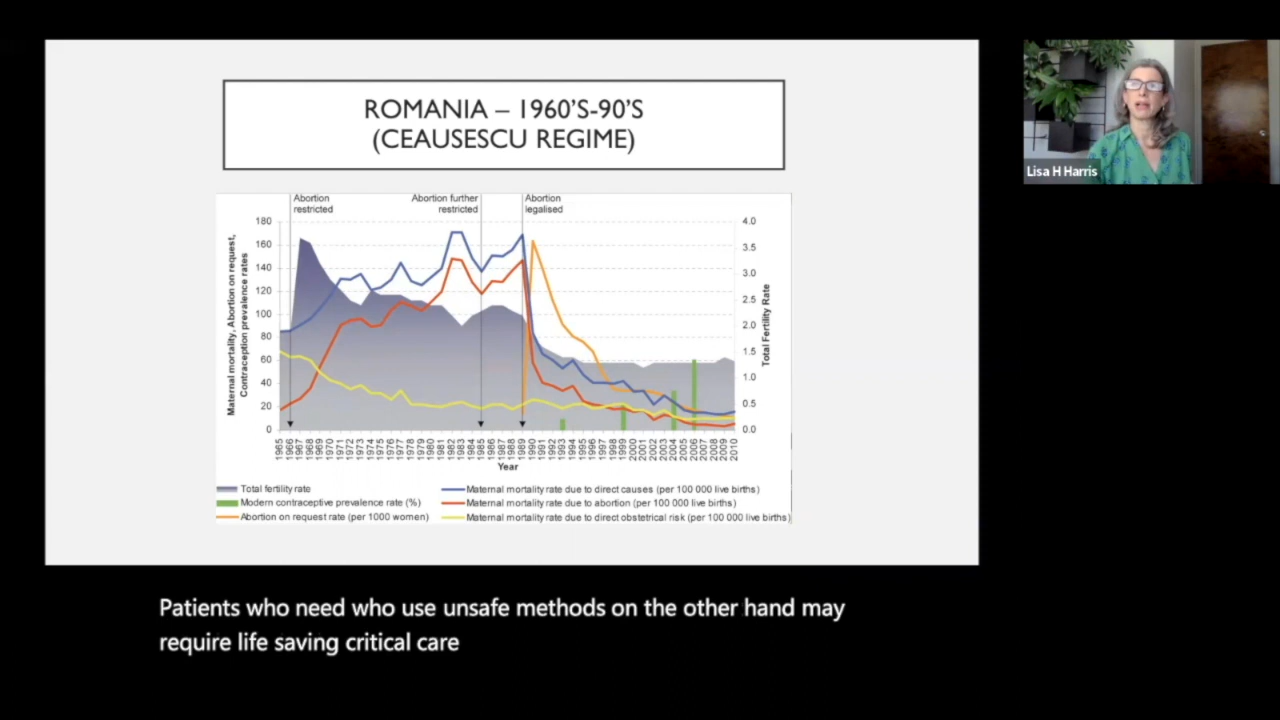 ROMANIA – 1960'S-90'S
(CEAUSESCU REGIME)
Abortion
restricted
Abortion further
restricted
Abortion
legalised
180
160
140
120
100
80
60
40
20
0
4.0
3.5
3.0
2.5
2.0
1.5
1.0
0.5
0.0
Maternal mortality, Abortion on request,
Contraception prevalence rates
Total Fertility Rate
1965 1966 1967 1968 1969 1970 1971 1972 1973 1974 1975 1976 1977 1978 1979 1980 1981 1982 1983 1984 1985 1986 1987 1988 1989 1990 1991 1992 1993 1994 1995 1996 1997 1998 1999 2000 2001 2002 2003 2004 2005 2006 2007 2008 2009 2010
Year
Total fertility rate
Modern contraceptive prevalence rate (%)
Abortion on request rate (per 1000 women)
Maternal mortality rate due to direct causes (per 100 000 live births)
Maternal mortality rate due to abortion (per 100 000 live births)
Maternal mortality rate due to direct obstetrical risk (per 100 000 live births)
Lisa H Harris
Patients who need who use unsafe methods on the other hand may
require life saving critical care